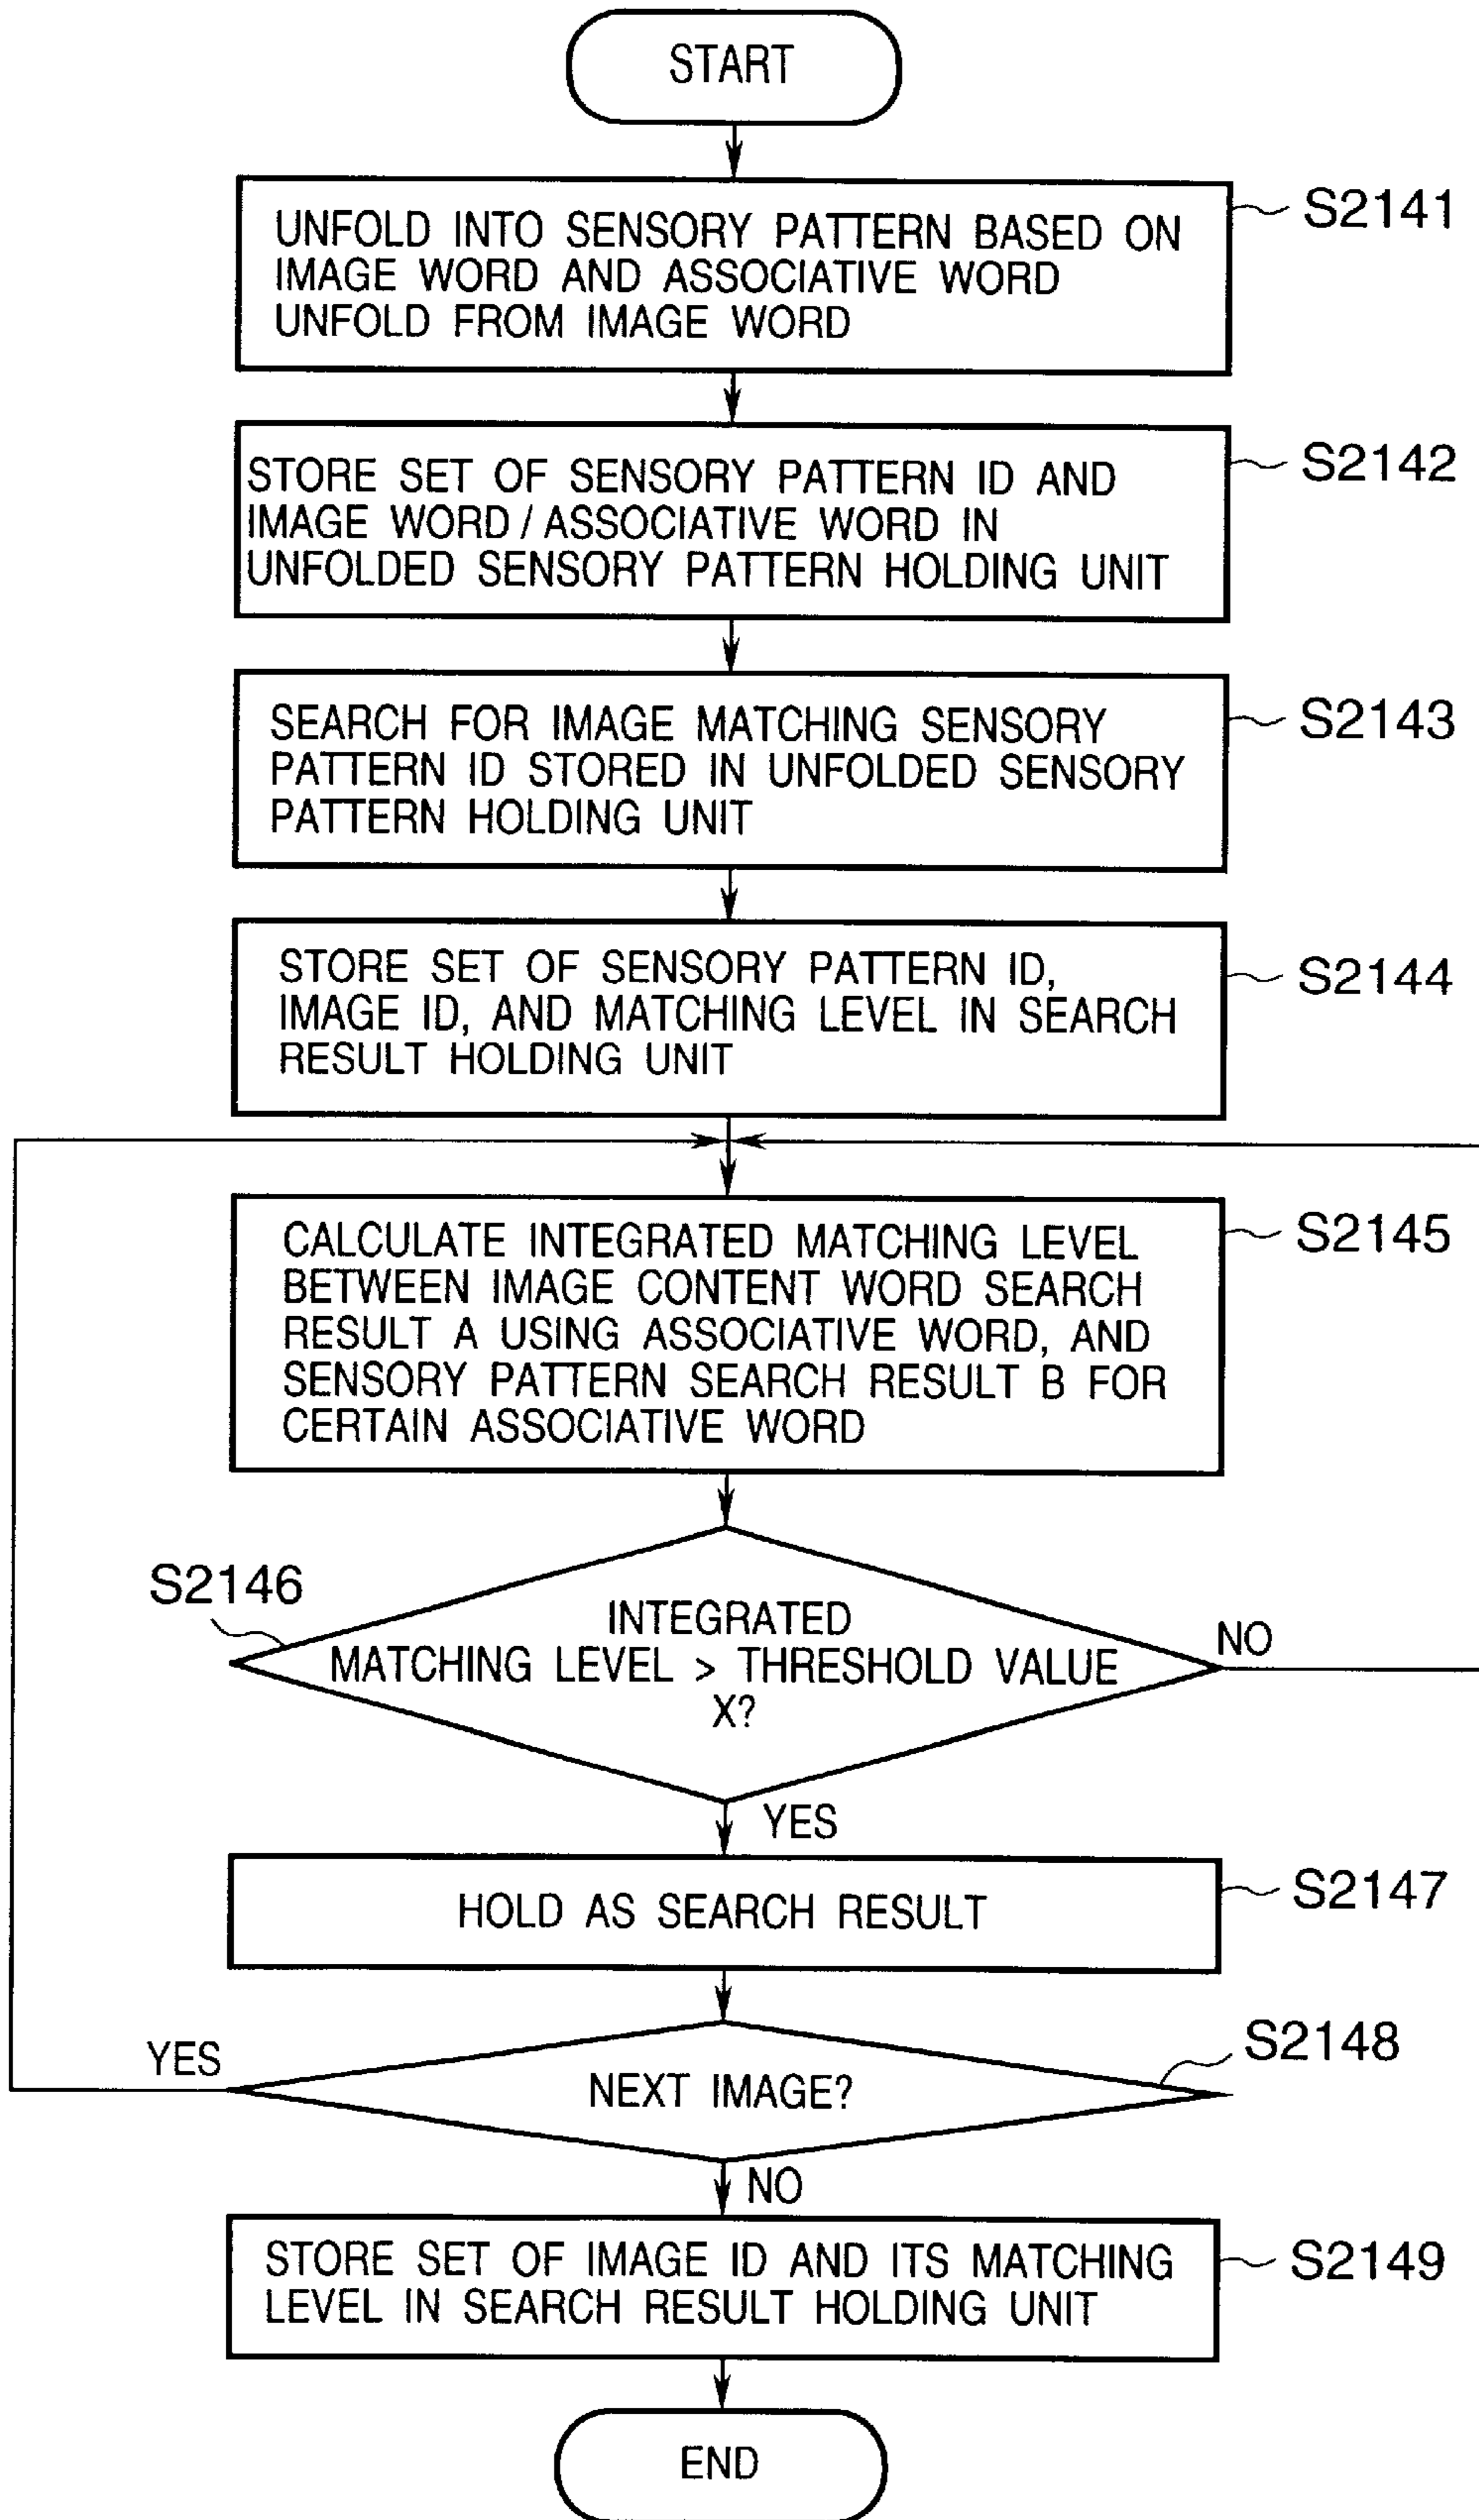 START
UNFOLD INTO SENSORY PATTERN BASED ON
IMAGE WORD AND ASSOCIATIVE WORD
UNFOLD FROM IMAGE WORD
S2141
STORE SET OF SENSORY PATTERN ID AND
IMAGE WORD / ASSOCIATIVE WORD IN
UNFOLDED SENSORY PATTERN HOLDING UNIT
S2142
SEARCH FOR IMAGE MATCHING SENSORY
PATTERN ID STORED IN UNFOLDED SENSORY
PATTERN HOLDING UNIT
S2143
STORE SET OF SENSORY PATTERN ID,
IMAGE ID, AND MATCHING LEVEL IN SEARCH
RESULT HOLDING UNIT
S2144
CALCULATE INTEGRATED MATCHING LEVEL
BETWEEN IMAGE CONTENT WORD SEARCH
RESULT A USING ASSOCIATIVE WORD, AND
SENSORY PATTERN SEARCH RESULT B FOR
CERTAIN ASSOCIATIVE WORD
S2145
S2146
INTEGRATED
MATCHING LEVEL > THRESHOLD VALUE
X?
NO
YES
HOLD AS SEARCH RESULT
S2147
YES
NEXT IMAGE?
S2148
NO
STORE SET OF IMAGE ID AND ITS MATCHING
LEVEL IN SEARCH RESULT HOLDING UNIT
S2149
END